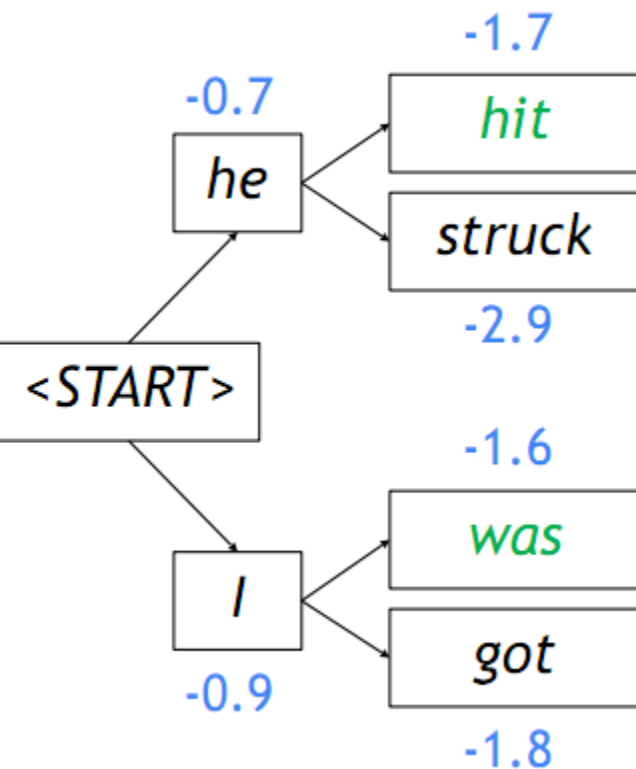 -1.7
-0.7
hit
he
struck
-2.9
<START>
-1.6
was
I
got
-0.9
-1.8